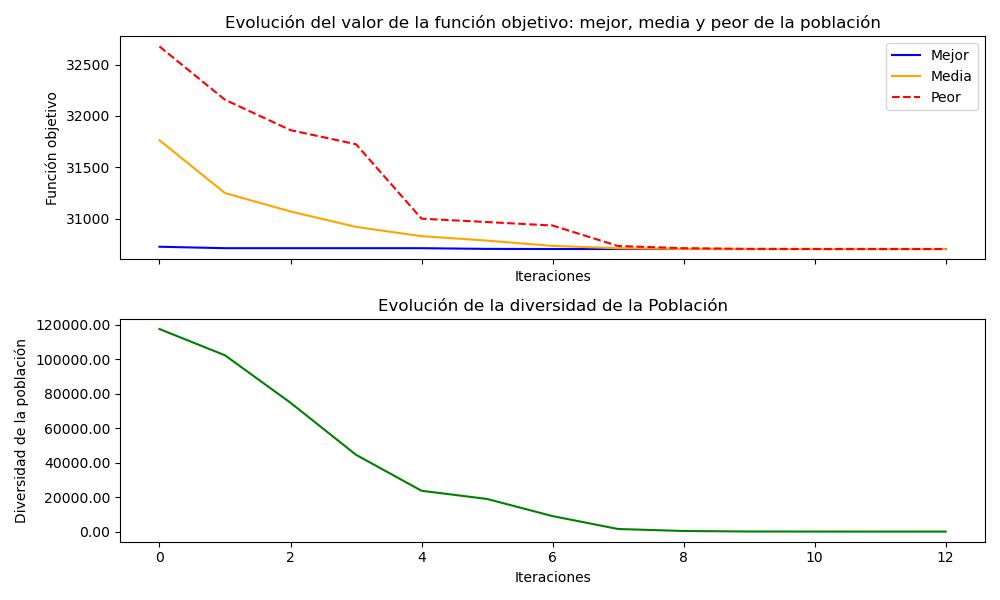 Evolución del valor de la función objetivo: mejor, media y peor de la población
Función objetivo
32500
32000
31500
31000
Mejor
Media
Peor
Iteraciones
Evolución de la diversidad de la Población
Diversidad de la población
120000.00
100000.00
80000.00
60000.00
40000.00
20000.00
0.00
0 2 4 6 8 10 12
Iteraciones